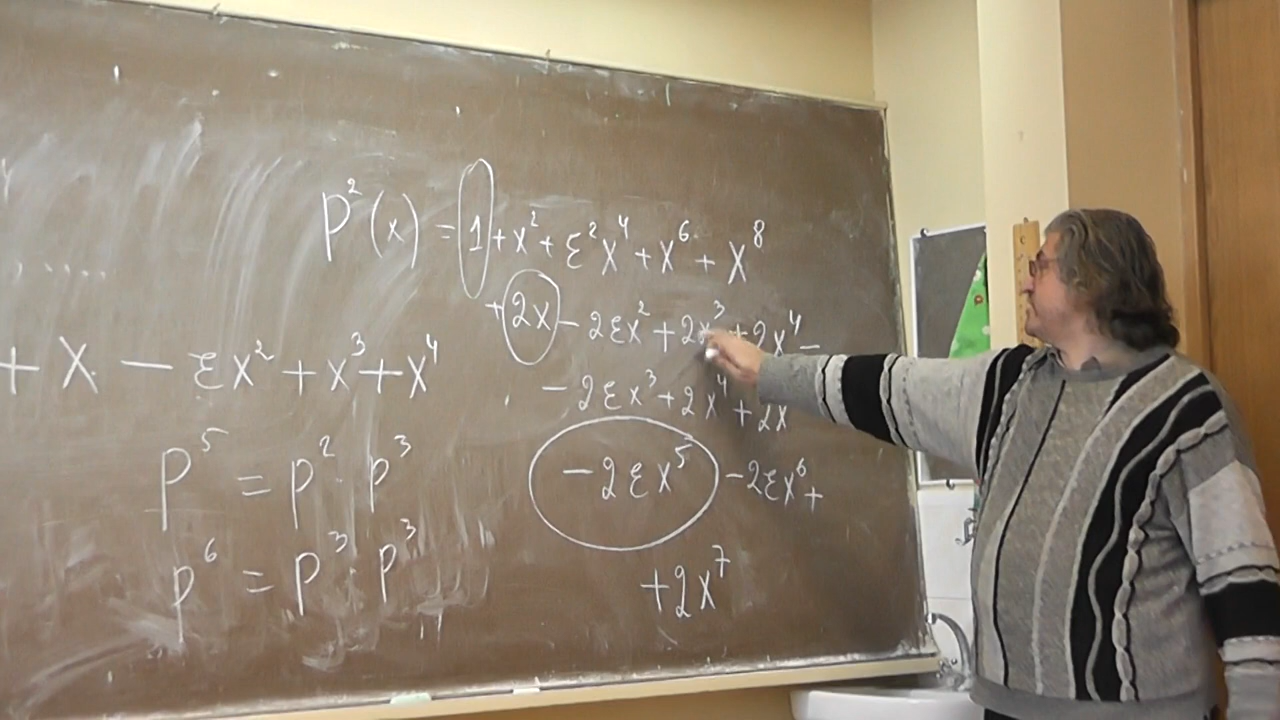 P²(x) = 1 + x² + ε²x⁴ + x⁶ + x⁸
+ 2x − 2εx² + 2x³ + 2x⁴ −
− 2εx³ + 2x⁴ + 2x
− 2εx⁵ − 2εx⁶ +
+ 2x⁷
+ x − εx² + x³ + x⁴
P⁵ = P² · P³
P⁶ = P³ · P³